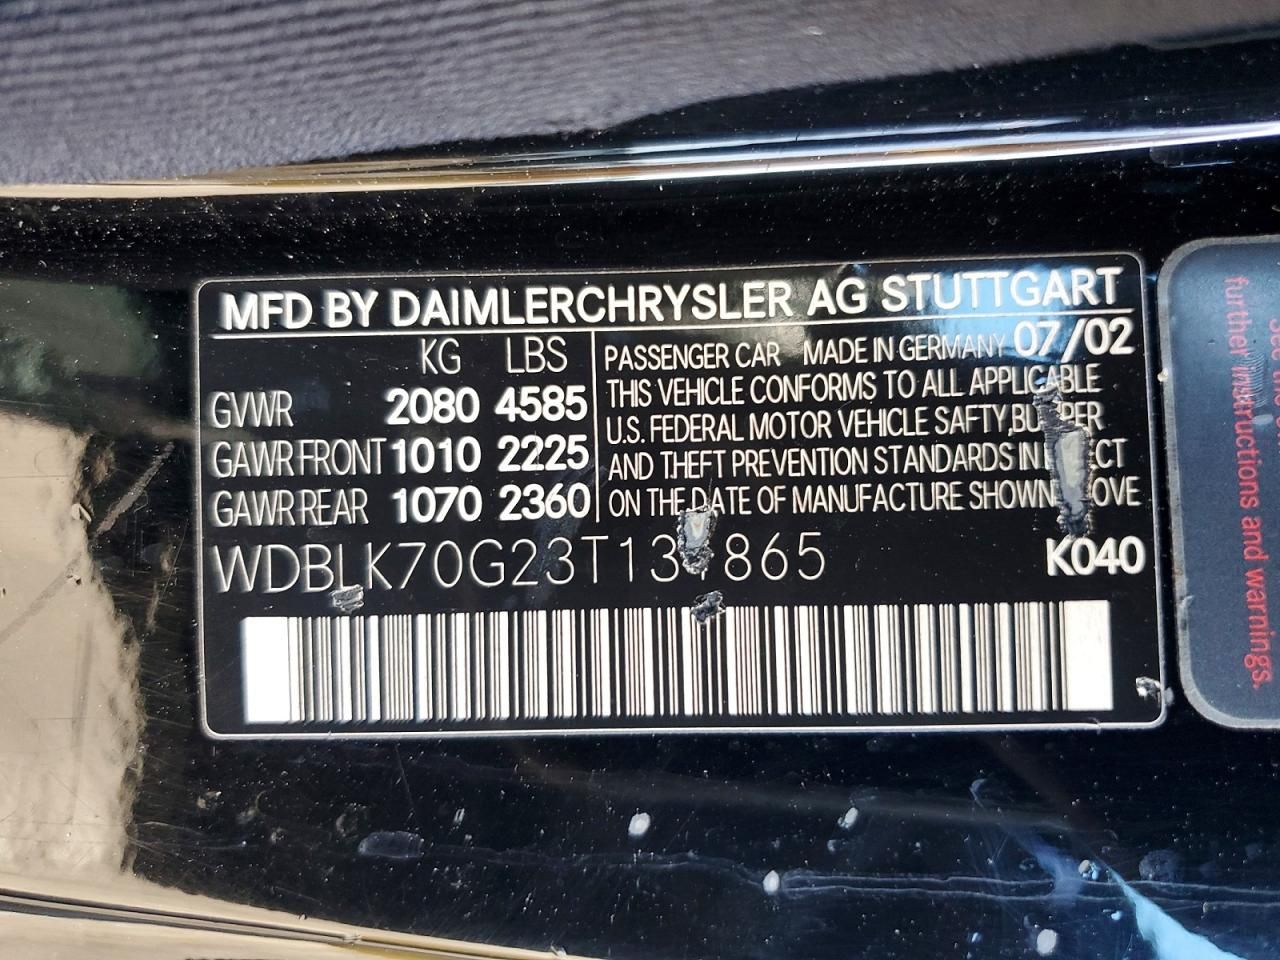 MFD BY DAIMLERCHRYSLER AG STUTTGART
KG LBS
GVWR 2080 4585
GAWR FRONT 1010 2225
GAWR REAR 1070 2360
PASSENGER CAR MADE IN GERMANY 07/02
THIS VEHICLE CONFORMS TO ALL APPLICABLE
U.S. FEDERAL MOTOR VEHICLE SAFTY,
AND THEFT PREVENTION STANDARDS IN
ON THE DATE OF MANUFACTURE SHOWN
K040
further instructions and warnings.